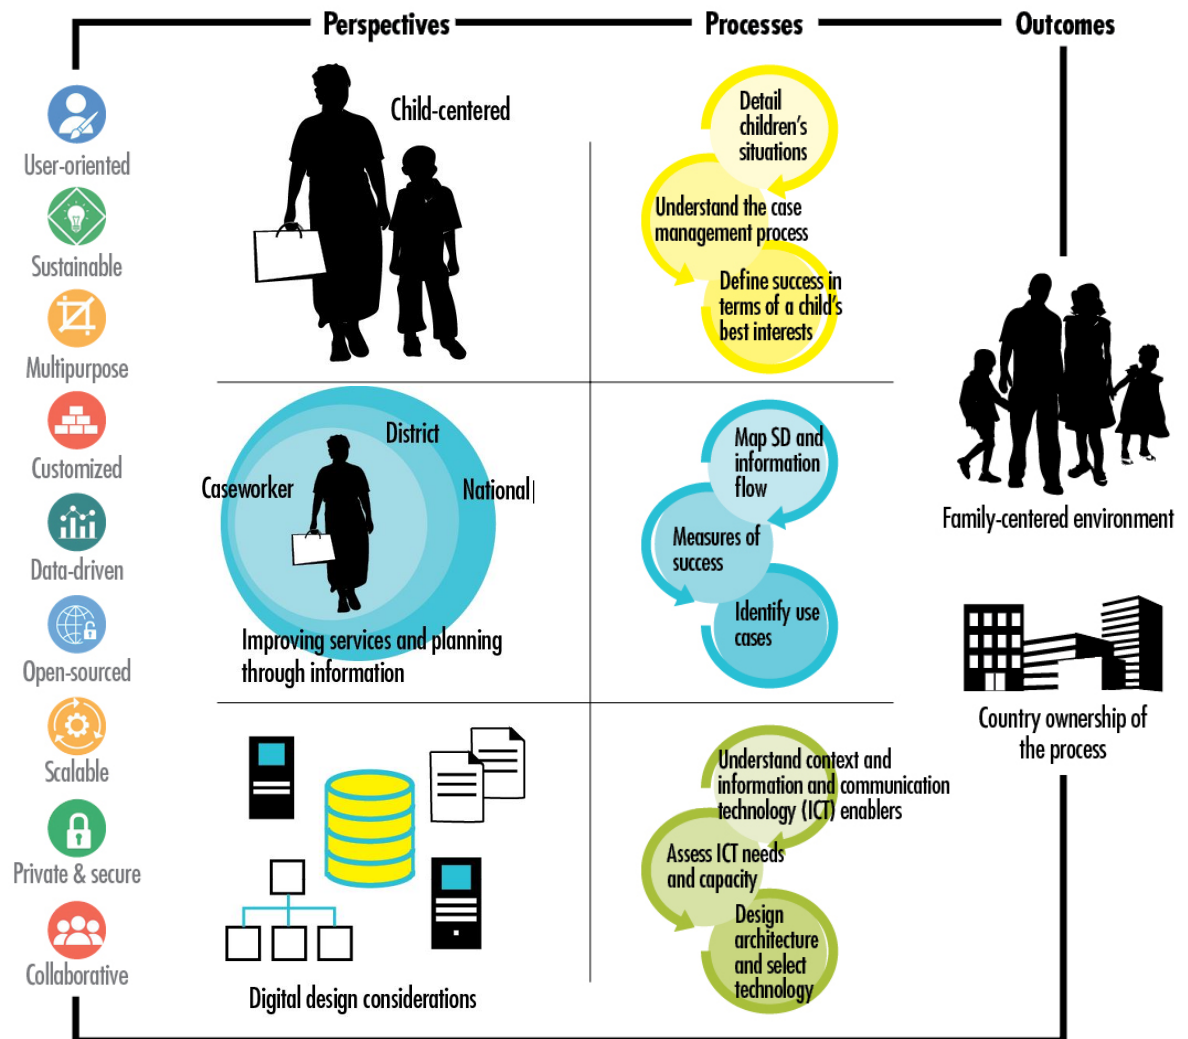 Perspectives
Processes
Outcomes
User-oriented
Sustainable
Multipurpose
Customized
Data-driven
Open-sourced
Scalable
Private & secure
Collaborative
Child-centered
Detail
children's
situations
Understand the case
management process
Define success in
terms of a child's
best interests
District
Caseworker
National
Improving services and planning
through information
Map SD and
information
flow
Measures of
success
Identify use
cases
Digital design considerations
Understand context and
information and communication
technology (ICT) enablers
Assess ICT needs
and capacity
Design
architecture
and select
technology
Family-centered environment
Country ownership of
the process